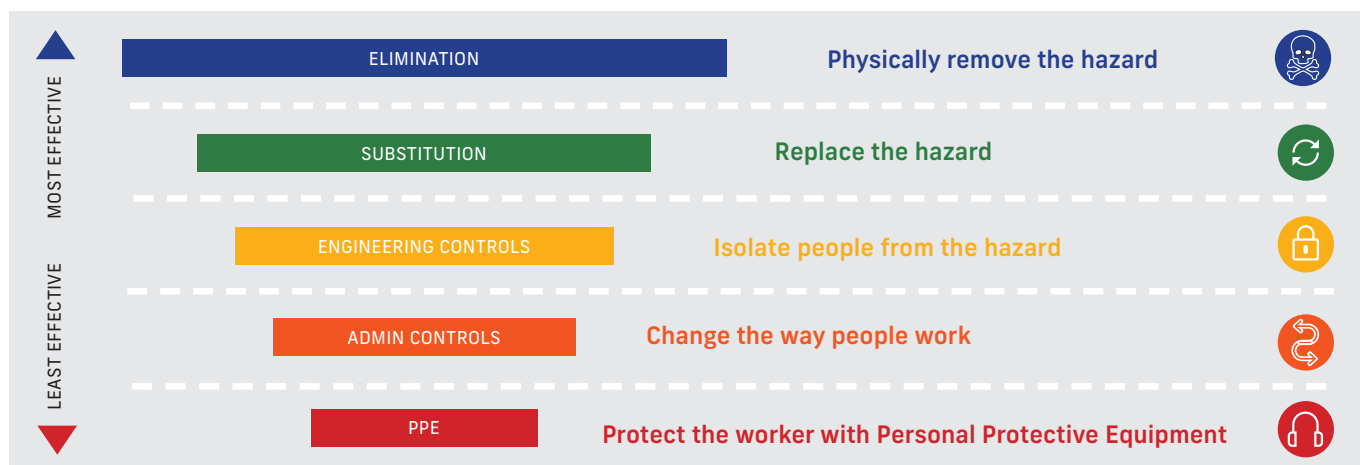 MOST EFFECTIVE
LEAST EFFECTIVE
ELIMINATION
Physically remove the hazard
SUBSTITUTION
Replace the hazard
ENGINEERING CONTROLS
Isolate people from the hazard
ADMIN CONTROLS
Change the way people work
PPE
Protect the worker with Personal Protective Equipment